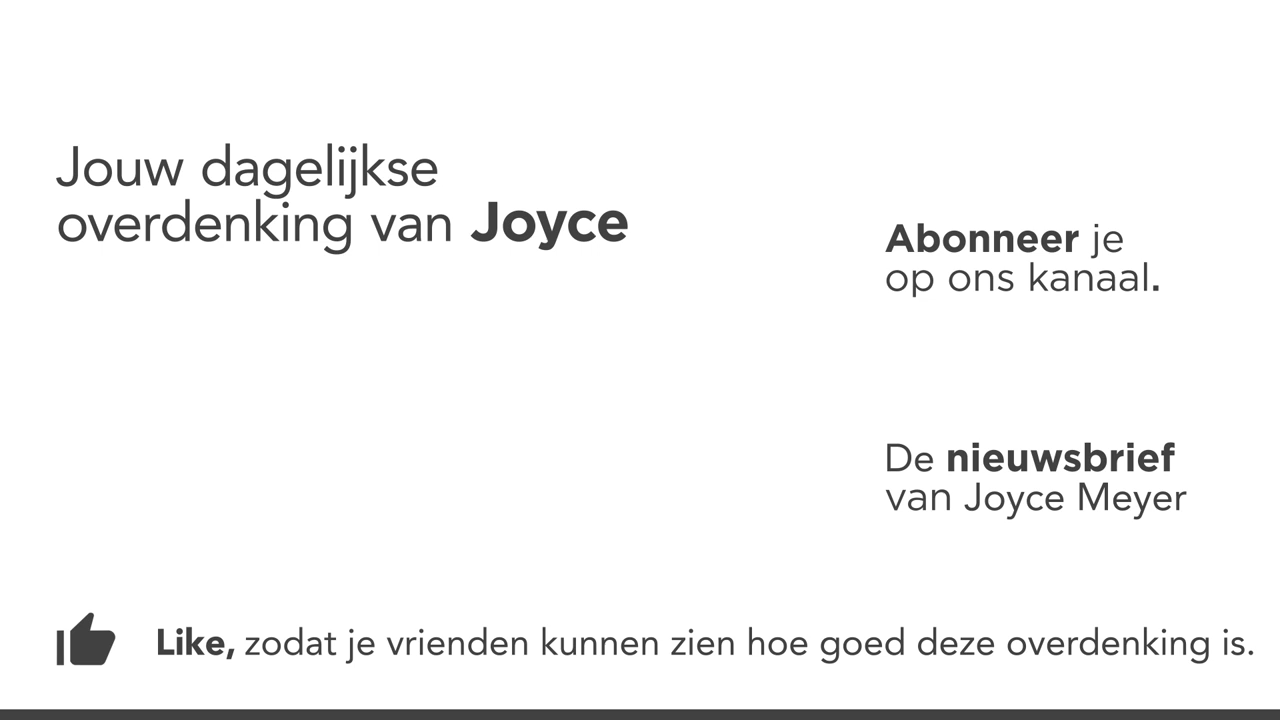 Jouw dagelijkse
overdenking van Joyce
Abonneer je
op ons kanaal.
De nieuwsbrief
van Joyce Meyer
Like, zodat je vrienden kunnen zien hoe goed deze overdenking is.